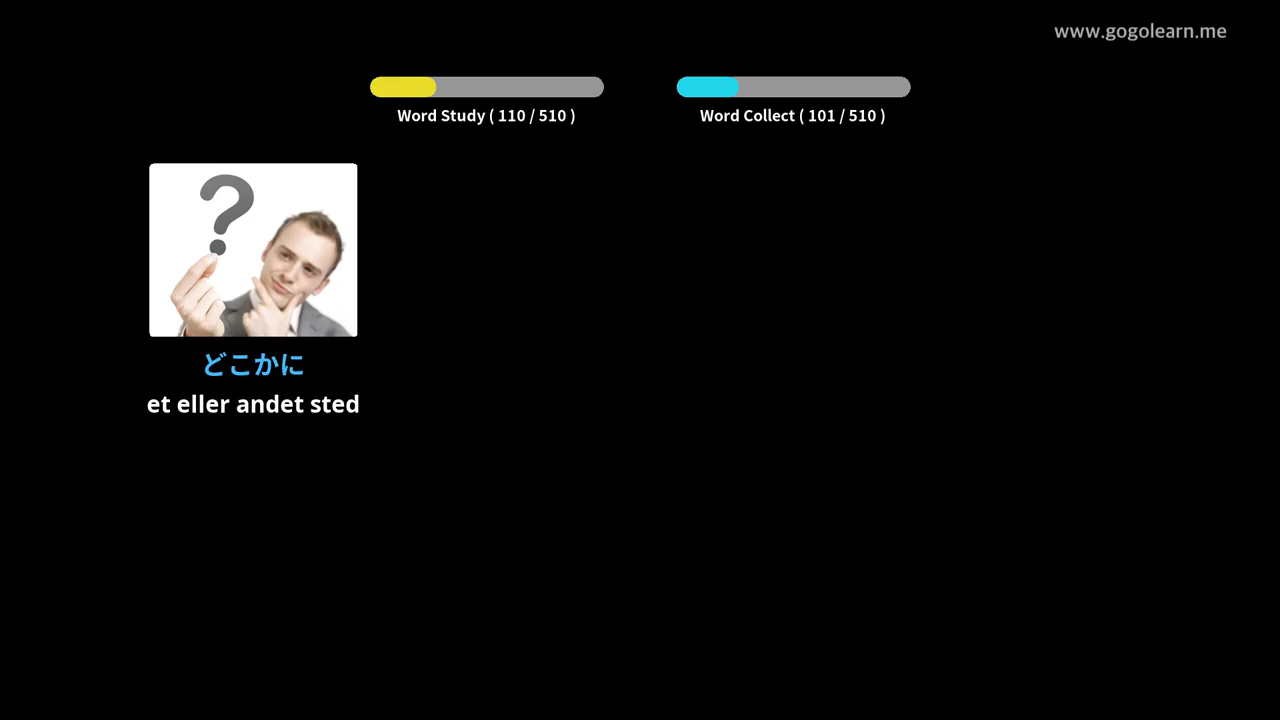 www.gogolearn.me
Word Study ( 110 / 510 )
Word Collect ( 101 / 510 )
?
どこかに
et eller andet sted